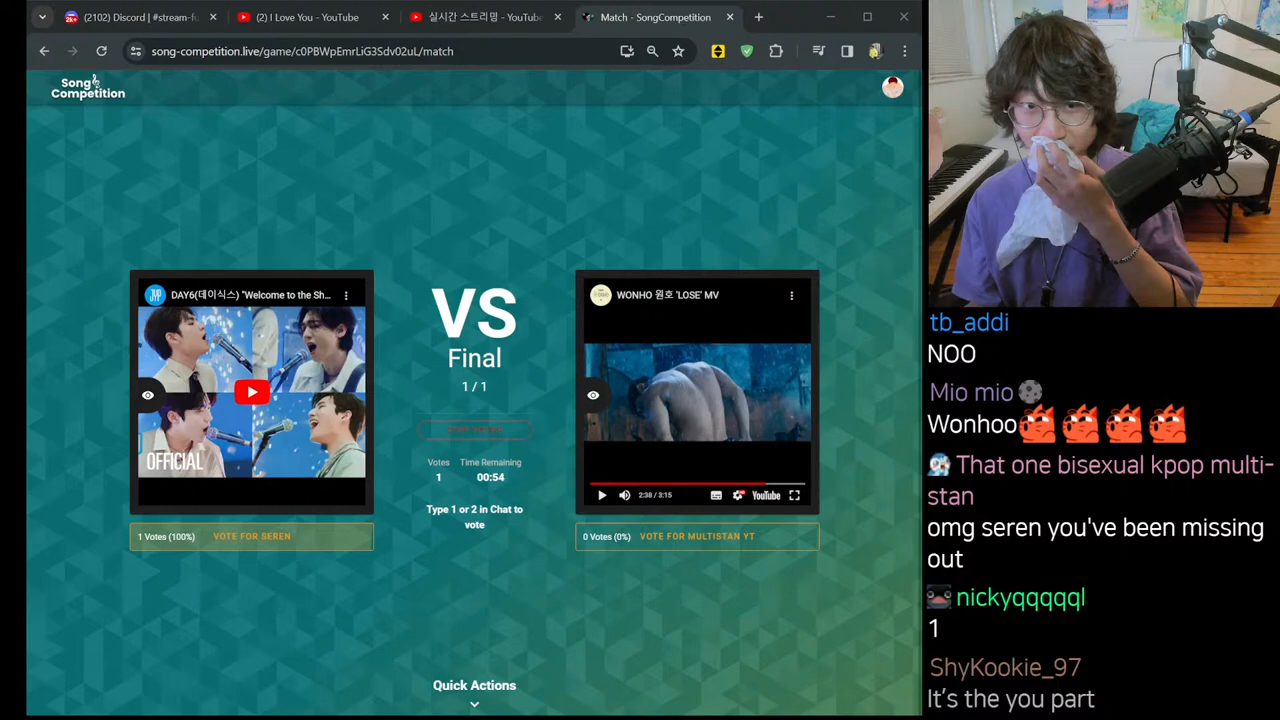 (2102) Discord | #stream-fu
(2) I Love You - YouTube
실시간 스트리밍 - YouTube
Match - SongCompetition
song-competition.live/game/c0PBWpEmrLiG3Sdv02uL/match
Song
Competition
DAY6(데이식스) "Welcome to the Sh...
OFFICIAL
1 Votes (100%)
VOTE FOR SEREN
VS
Final
1 / 1
Votes
Time Remaining
1
00:54
Type 1 or 2 in Chat to
vote
WONHO 원호 'LOSE' MV
2:38 / 3:15
YouTube
0 Votes (0%)
VOTE FOR MULTISTAN YT
Quick Actions
tb_addi
NOO
Mio mio
Wonhoo
That one bisexual kpop multi-
stan
omg seren you've been missing
out
nickyqqqqql
1
ShyKookie_97
It's the you part